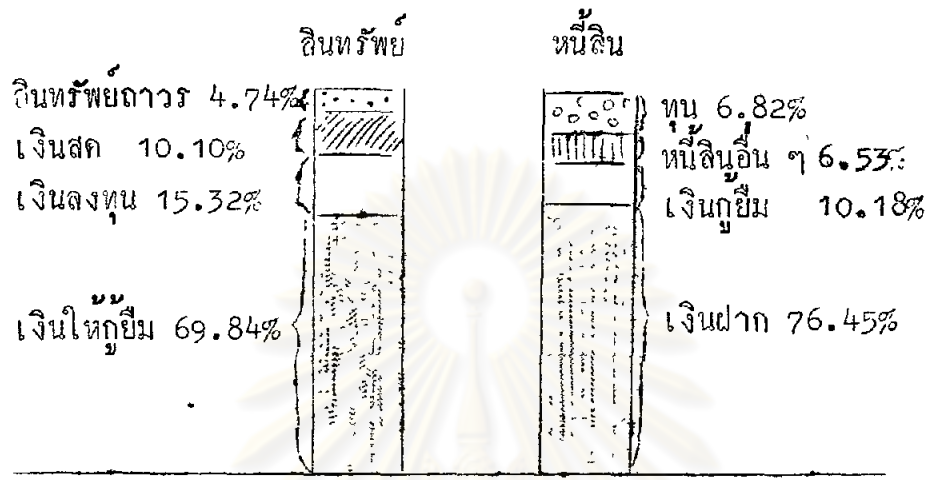 สินทรัพย์
หนี้สิน
สินทรัพย์ถาวร 4.74%
เงินสด 10.10%
เงินลงทุน 15.32%
เงินให้กู้ยืม 69.84%
ทุน 6.82%
หนี้สินอื่น ๆ 6.53%
เงินกู้ยืม 10.18%
เงินฝาก 76.45%